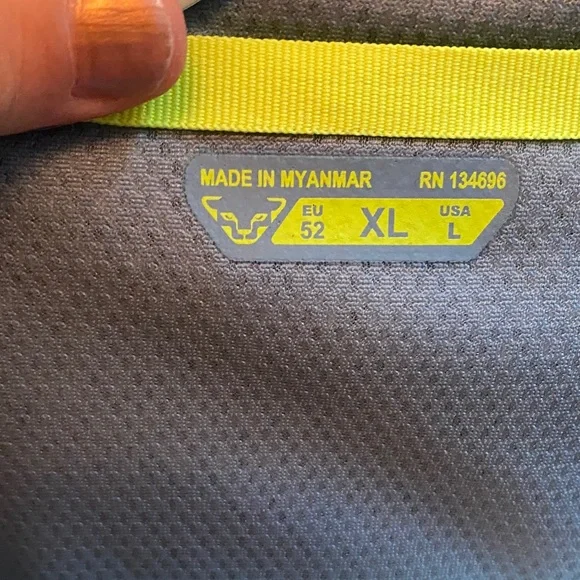 MADE IN MYANMAR RN 134696
EU XL USA
52 L